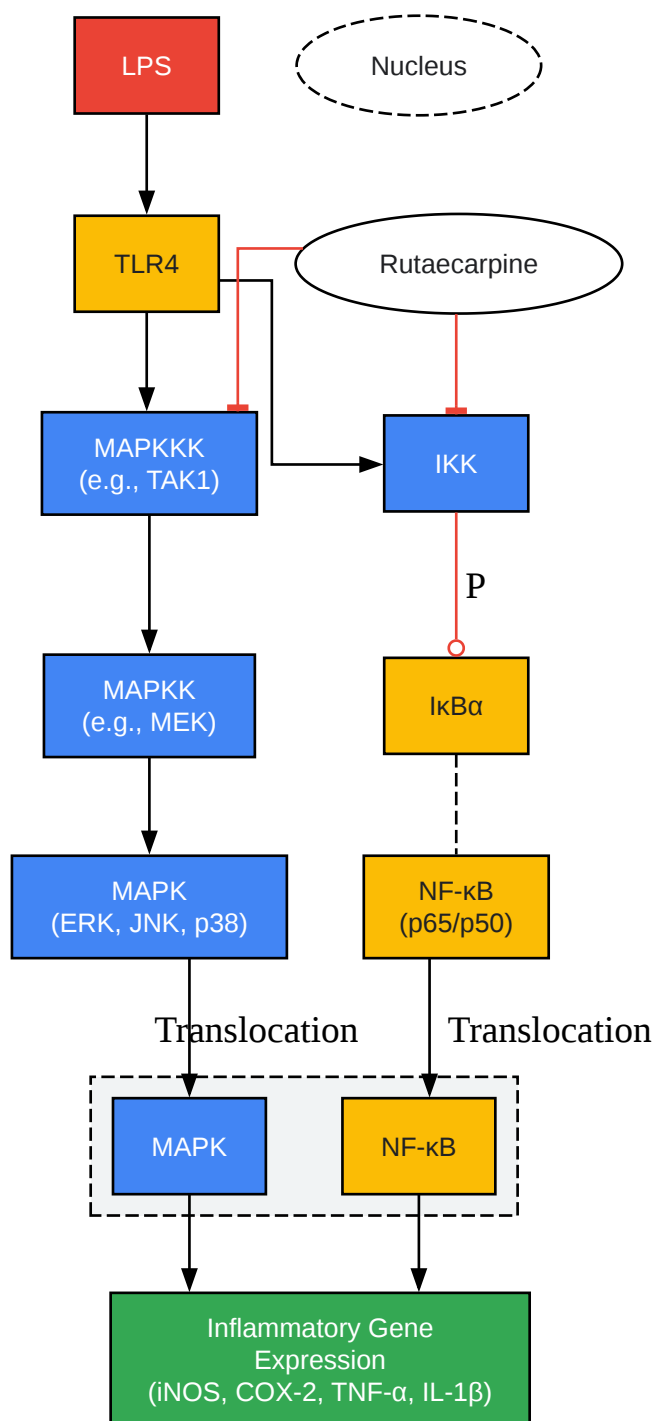 LPS
Nucleus
TLR4
Rutaecarpine
MAPKKK
(e.g., TAK1)
IKK
P
MAPKK
(e.g., MEK)
IκBα
MAPK
(ERK, JNK, p38)
NF-κB
(p65/p50)
Translocation
Translocation
MAPK
NF-κB
Inflammatory Gene
Expression
(iNOS, COX-2, TNF-α, IL-1β)